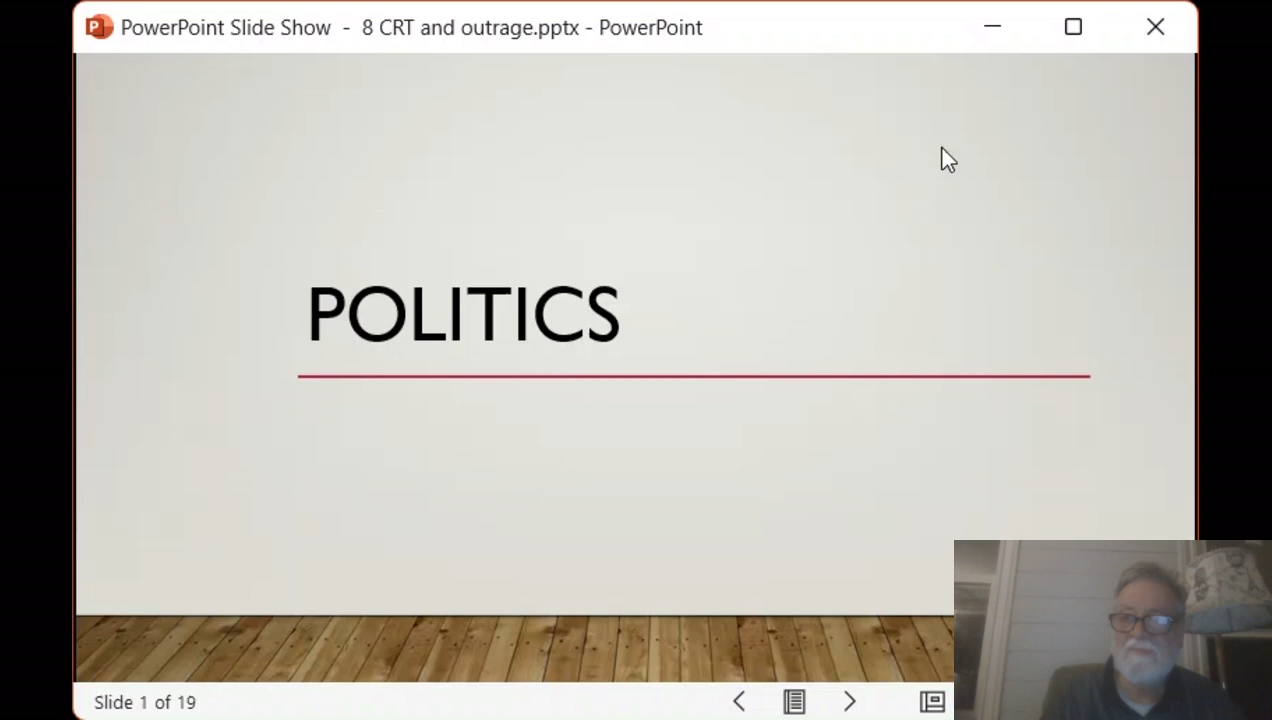 PowerPoint Slide Show - 8 CRT and outrage.pptx - PowerPoint
POLITICS
Slide 1 of 19